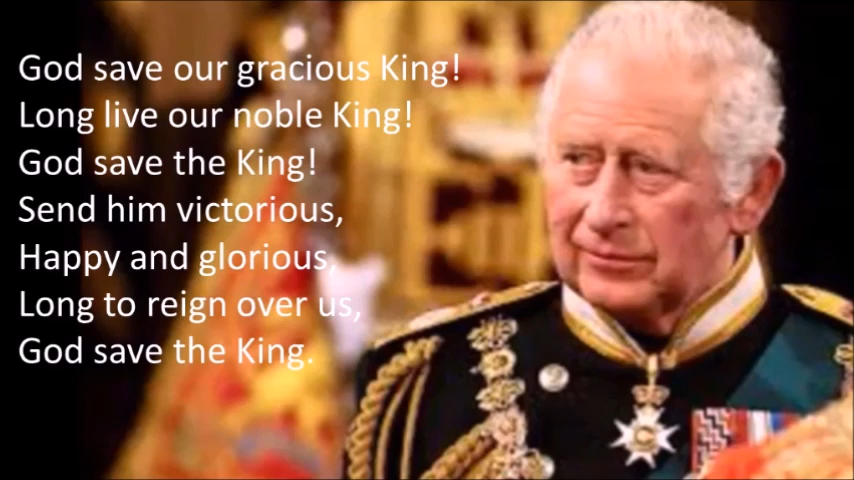 God save our gracious King!
Long live our noble King!
God save the King!
Send him victorious,
Happy and glorious,
Long to reign over us,
God save the King.